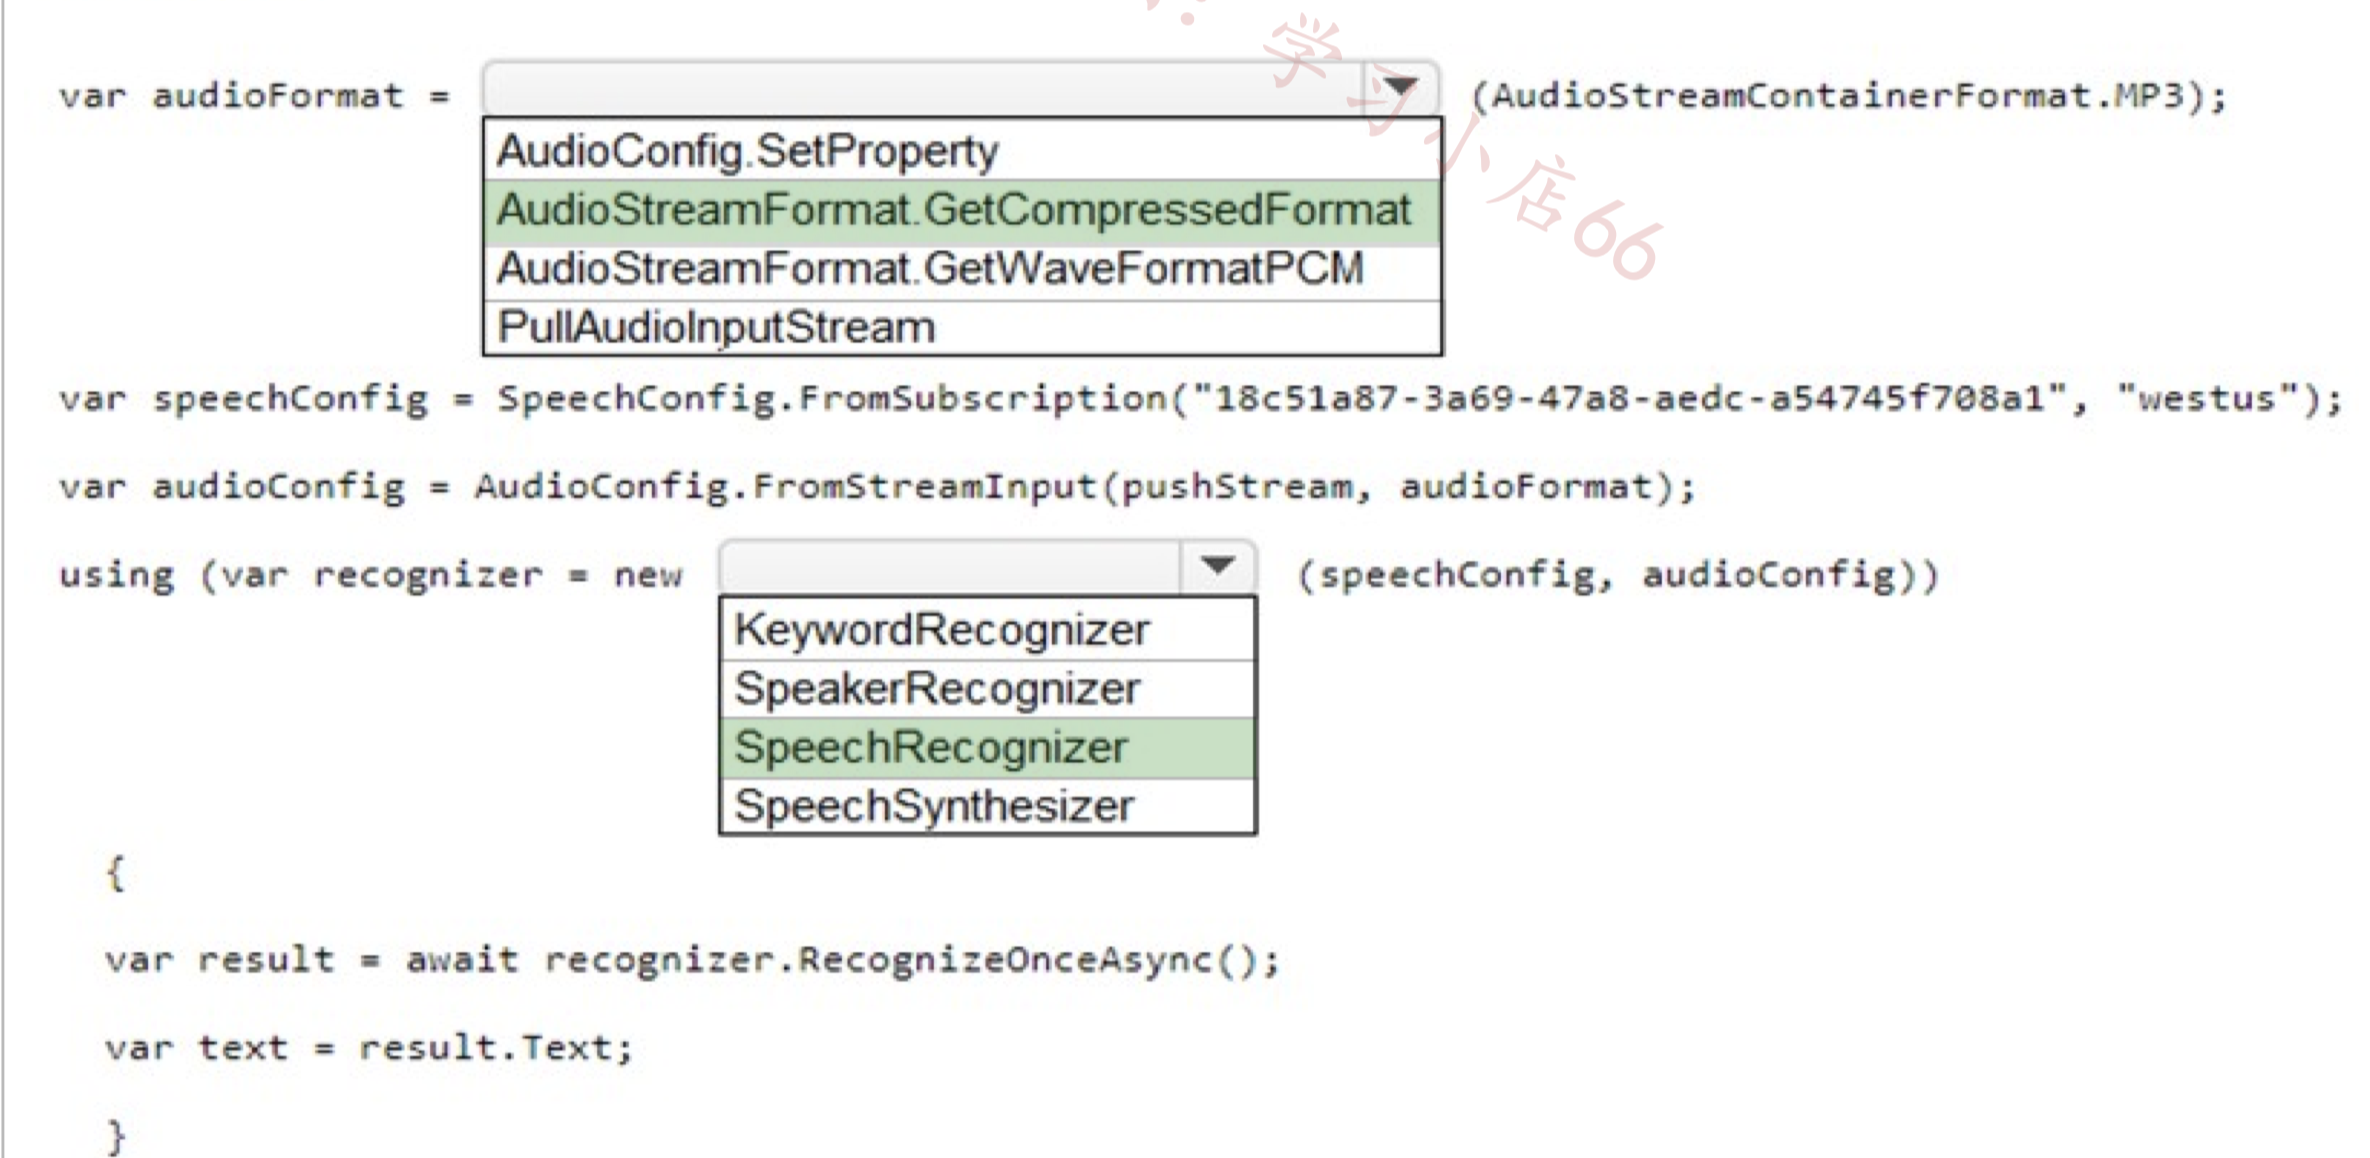 var audioFormat = (AudioStreamContainerFormat.MP3);
AudioConfig.SetProperty
AudioStreamFormat.GetCompressedFormat
AudioStreamFormat.GetWaveFormatPCM
PullAudioInputStream
var speechConfig = SpeechConfig.FromSubscription("18c51a87-3a69-47a8-aedc-a54745f708a1", "westus");
var audioConfig = AudioConfig.FromStreamInput(pushStream, audioFormat);
using (var recognizer = new (speechConfig, audioConfig))
KeywordRecognizer
SpeakerRecognizer
SpeechRecognizer
SpeechSynthesizer
{
var result = await recognizer.RecognizeOnceAsync();
var text = result.Text;
}
学习小店66